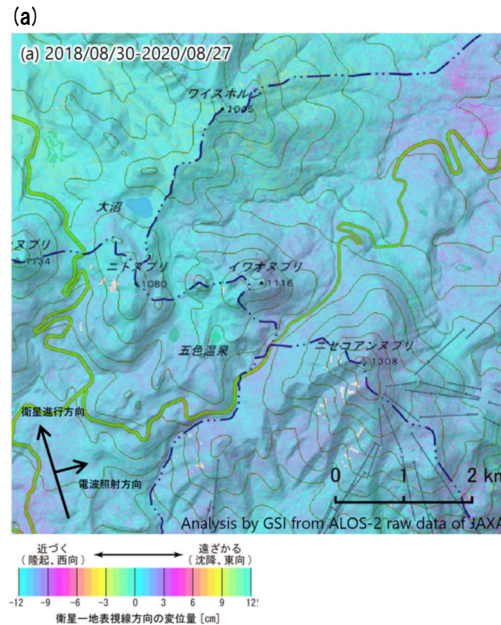 (a)
(a) 2018/08/30-2020/08/27
ワイスホルン
大沼
ヌプリ
1134
ニトヌプリ
1080
イワオヌプリ
1116
五色温泉
ニセコアンヌプリ
1308
衛星進行方向
電波照射方向
0 1 2 km
Analysis by GSI from ALOS-2 raw data of JAXA
近づく 遠ざかる
(隆起、西向) (沈降、東向)
-12 -9 -6 -3 0 3 6 9 12
衛星−地表視線方向の変位量 [cm]